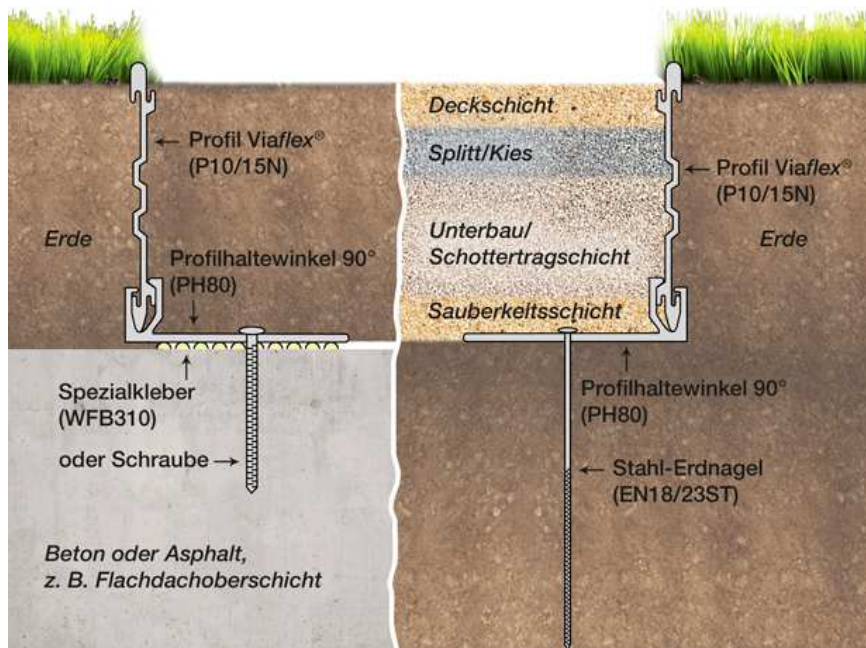 Profil Viaflex®
(P10/15N)
Erde
Profilhaltewinkel 90°
(PH80)
Spezialkleber
(WFB310)
oder Schraube
Beton oder Asphalt,
z. B. Flachdachoberschicht
Deckschicht
Splitt/Kies
Unterbau/
Schottertragschicht
Sauberkeitsschicht
Profil Viaflex®
(P10/15N)
Erde
Profilhaltewinkel 90°
(PH80)
Stahl-Erdnagel
(EN18/23ST)